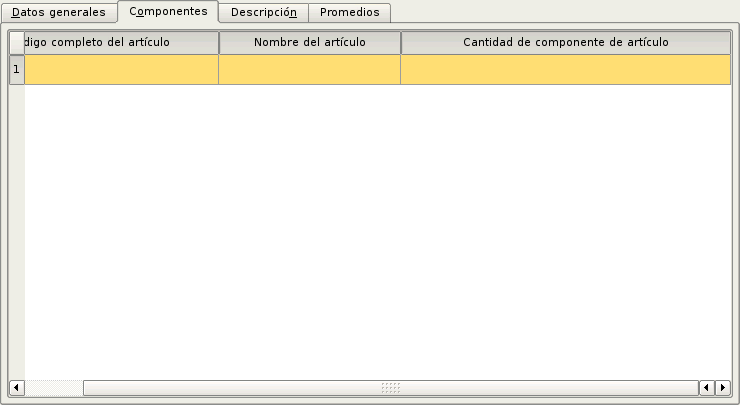 Datos generales Componentes Descripción Promedios
digo completo del artículo Nombre del artículo Cantidad de componente de artículo
1